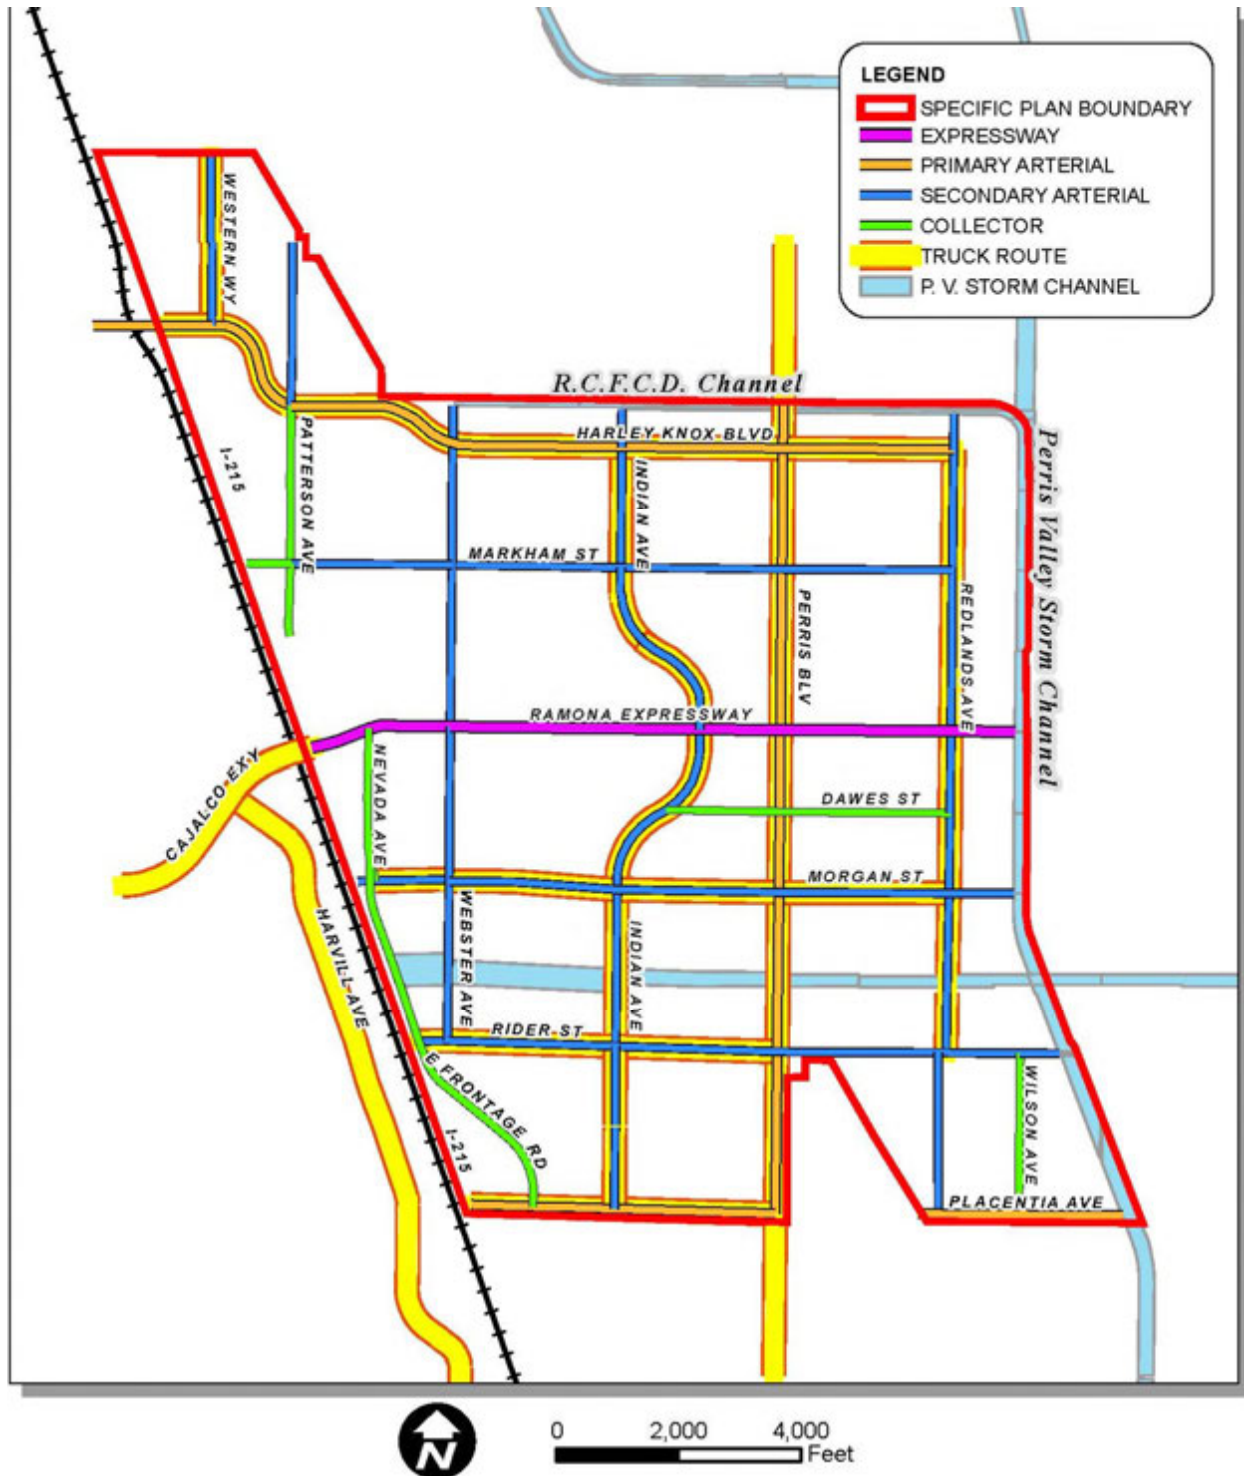 LEGEND
SPECIFIC PLAN BOUNDARY
EXPRESSWAY
PRIMARY ARTERIAL
SECONDARY ARTERIAL
COLLECTOR
TRUCK ROUTE
P. V. STORM CHANNEL
WESTERN WY
R.C.F.C.D. Channel
HARLEY KNOX BLVD
PATTERSON AVE
I-215
INDIAN AVE
Perris Valley Storm Channel
MARKHAM ST
PERRIS BLV
REDLANDS AVE
RAMONA EXPRESSWAY
CAJALCO EXY
NEVADA AVE
DAWES ST
MORGAN ST
HARVILL AVE
WEBSTER AVE
INDIAN AVE
RIDER ST
E FRONTAGE RD
WILSON AVE
I-215
PLACENTIA AVE
N
0 2,000 4,000
Feet